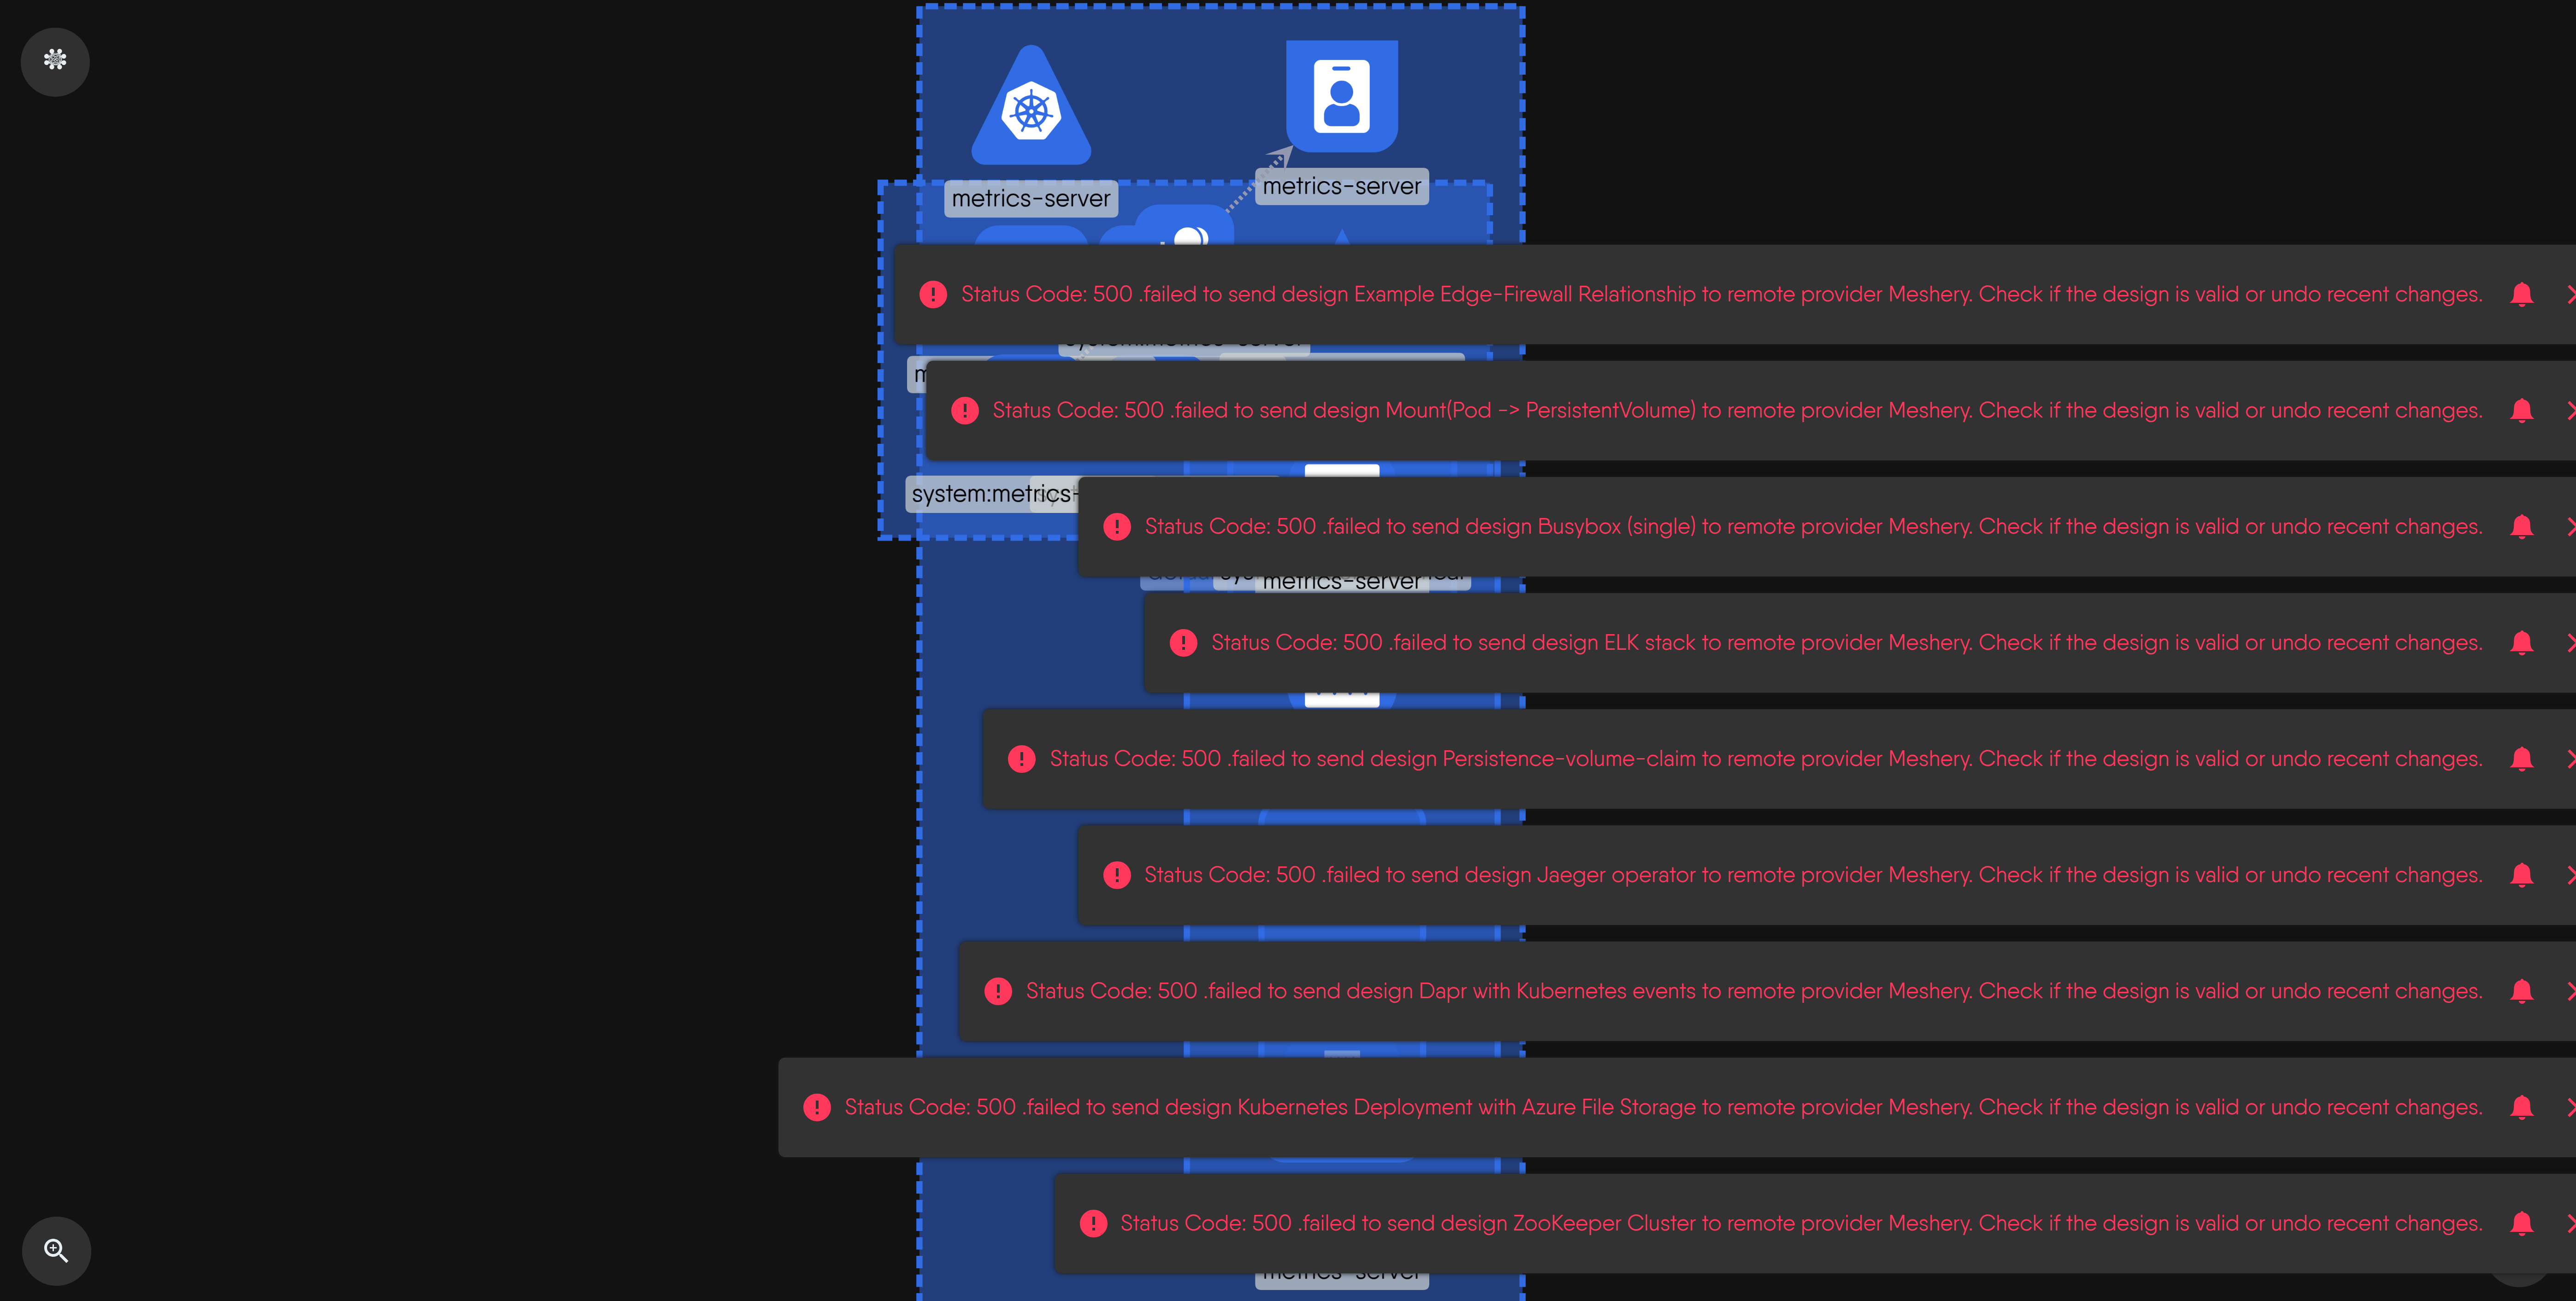 metrics-server
metrics-server
Status Code: 500 .failed to send design Example Edge-Firewall Relationship to remote provider Meshery. Check if the design is valid or undo recent changes.
Status Code: 500 .failed to send design Mount(Pod -> PersistentVolume) to remote provider Meshery. Check if the design is valid or undo recent changes.
system:metrics-
Status Code: 500 .failed to send design Busybox (single) to remote provider Meshery. Check if the design is valid or undo recent changes.
metrics-server
Status Code: 500 .failed to send design ELK stack to remote provider Meshery. Check if the design is valid or undo recent changes.
Status Code: 500 .failed to send design Persistence-volume-claim to remote provider Meshery. Check if the design is valid or undo recent changes.
Status Code: 500 .failed to send design Jaeger operator to remote provider Meshery. Check if the design is valid or undo recent changes.
Status Code: 500 .failed to send design Dapr with Kubernetes events to remote provider Meshery. Check if the design is valid or undo recent changes.
Status Code: 500 .failed to send design Kubernetes Deployment with Azure File Storage to remote provider Meshery. Check if the design is valid or undo recent changes.
Status Code: 500 .failed to send design ZooKeeper Cluster to remote provider Meshery. Check if the design is valid or undo recent changes.
metrics-server